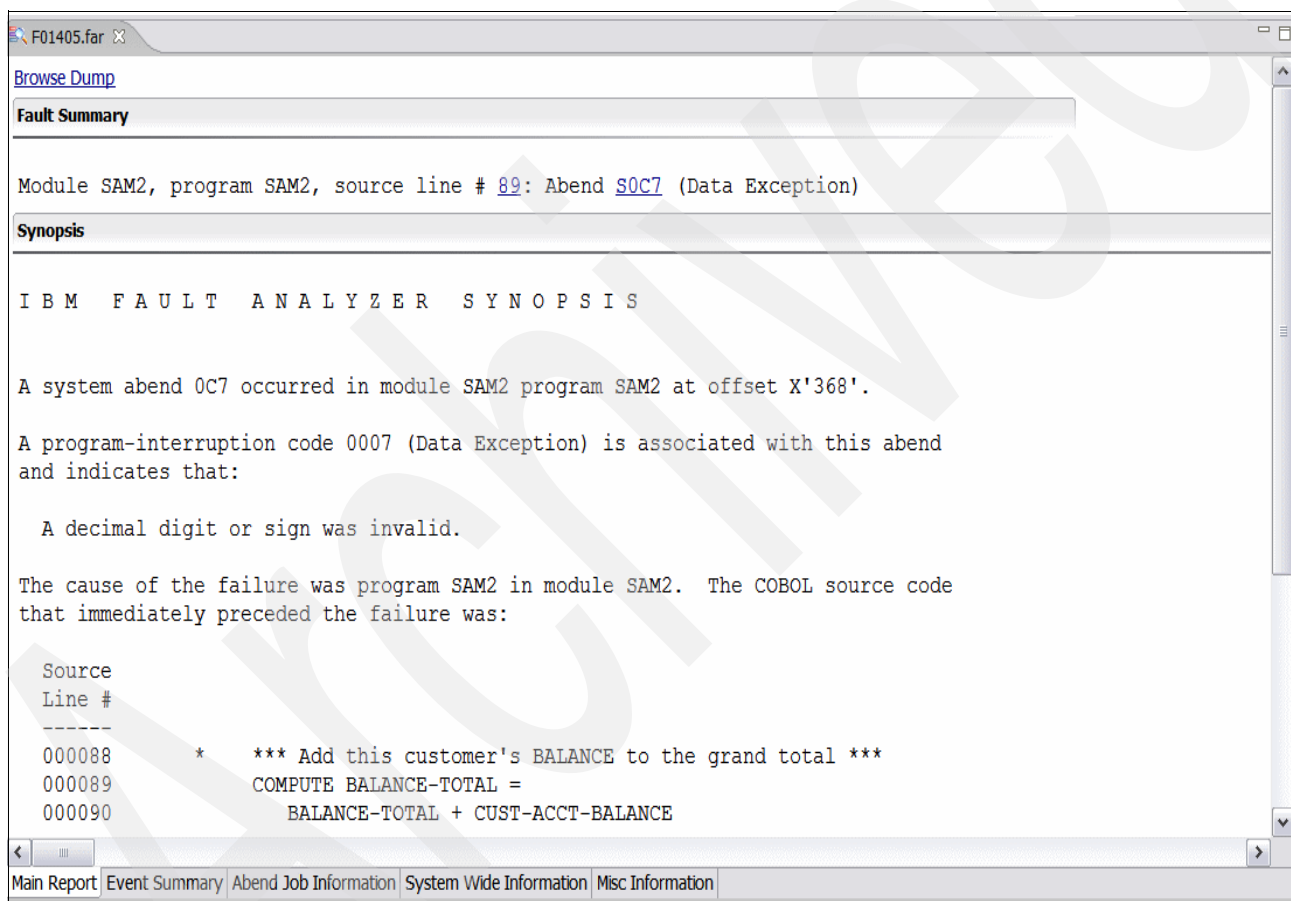 F01405.far
Browse Dump
Fault Summary
Module SAM2, program SAM2, source line # 89: Abend S0C7 (Data Exception)
Synopsis
I B M   F A U L T   A N A L Y Z E R   S Y N O P S I S
A system abend 0C7 occurred in module SAM2 program SAM2 at offset X'368'.
A program-interruption code 0007 (Data Exception) is associated with this abend
and indicates that:
A decimal digit or sign was invalid.
The cause of the failure was program SAM2 in module SAM2.  The COBOL source code
that immediately preceded the failure was:
Source
Line #
------
000088       *    *** Add this customer's BALANCE to the grand total ***
000089            COMPUTE BALANCE-TOTAL =
000090               BALANCE-TOTAL + CUST-ACCT-BALANCE
Main Report Event Summary Abend Job Information System Wide Information Misc Information
Archived